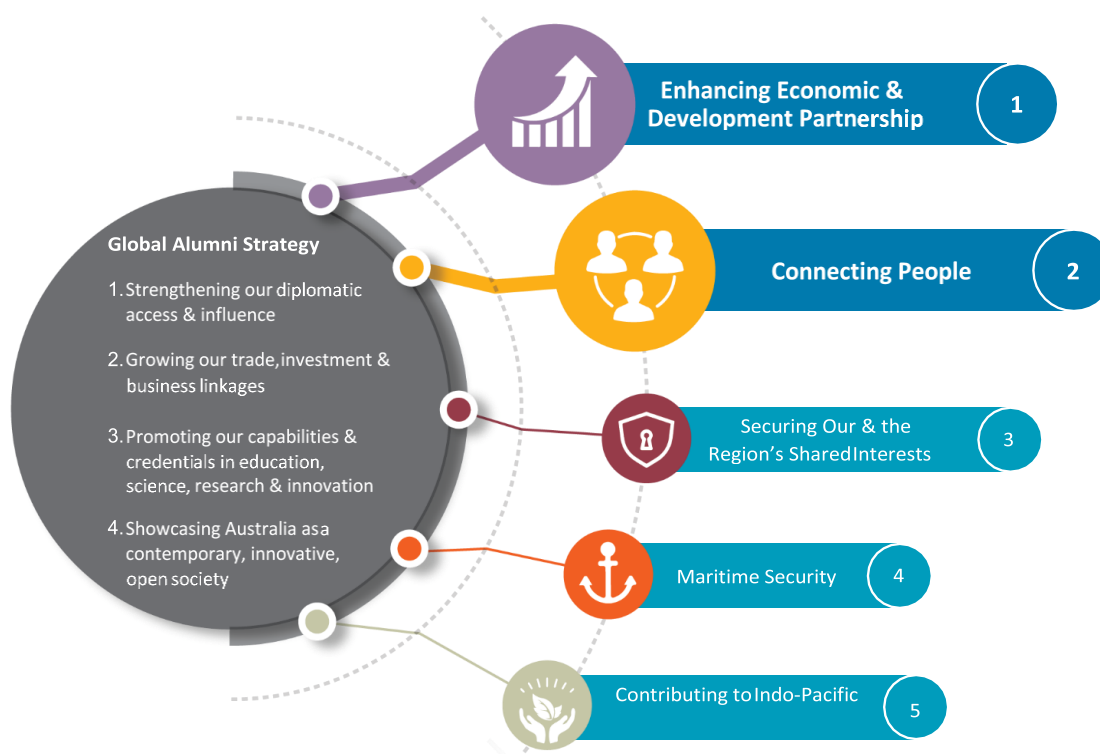 Global Alumni Strategy
1. Strengthening our diplomatic
access & influence
2. Growing our trade, investment &
business linkages
3. Promoting our capabilities &
credentials in education,
science, research & innovation
4. Showcasing Australia as a
contemporary, innovative,
open society
Enhancing Economic &
Development Partnership
1
Connecting People
2
Securing Our & the
Region's Shared Interests
3
Maritime Security
4
Contributing to Indo-Pacific
5